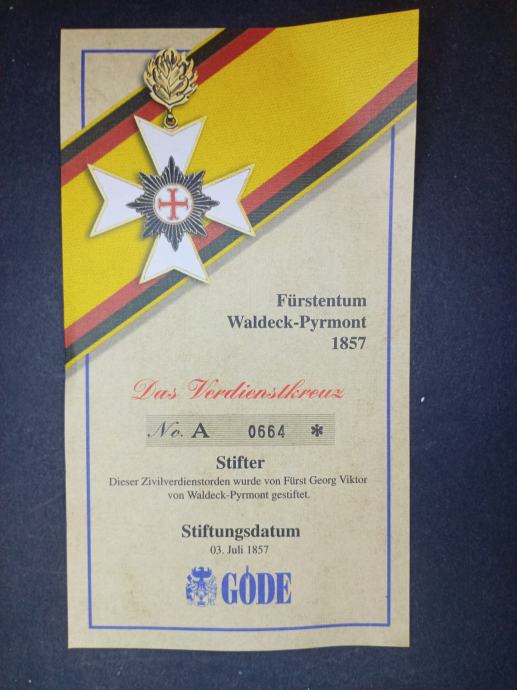 Fürstentum
Waldeck-Pyrmont
1857
Das Verdienstkreuz
No. A 0664 *
Stifter
Dieser Zivilverdienstorden wurde von Fürst Georg Viktor
von Waldeck-Pyrmont gestiftet.
Stiftungsdatum
03. Juli 1857
GÖDE